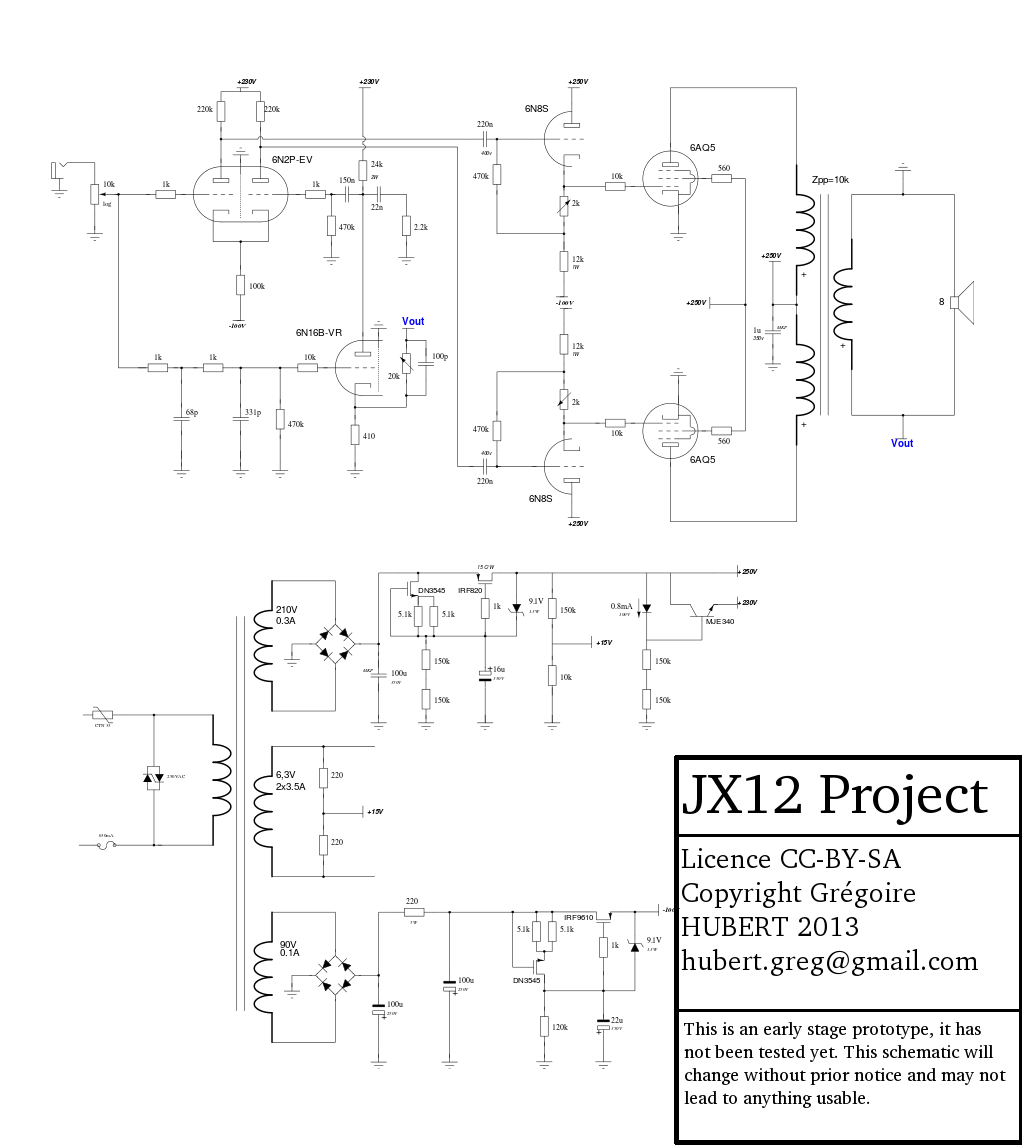 +230V
+230V
+250V
220k
220k
6N8S
220n
400v
6N2P-EV
24k
2W
6AQ5
560
10k
log
1k
1k
150n
22n
470k
10k
Zpp=10k
2k
470k
2.2k
+250V
12k
1W
100k
-100V
-100V
+250V
8
6N16B-VR
Vout
1u
350v
12k
1W
1k
1k
10k
20k
100p
68p
331p
470k
410
470k
2k
10k
560
400v
220n
6AQ5
Vout
6N8S
+250V
15 GW
DN3545
IRF820
+250V
210V
0.3A
5.1k
5.1k
1k
9.1V
150k
0.8mA
+230V
MJE340
+15V
150k
+16u
150k
MKP
100u
10k
150k
150k
6,3V
2x3.5A
220
+15V
220
90V
0.1A
220
5.1k
5.1k
IRF9610
-100V
1k
9.1V
DN3545
100u
100u
120k
22u
JX12 Project
Licence CC-BY-SA
Copyright Grégoire
HUBERT 2013
hubert.greg@gmail.com
This is an early stage prototype, it has
not been tested yet. This schematic will
change without prior notice and may not
lead to anything usable.